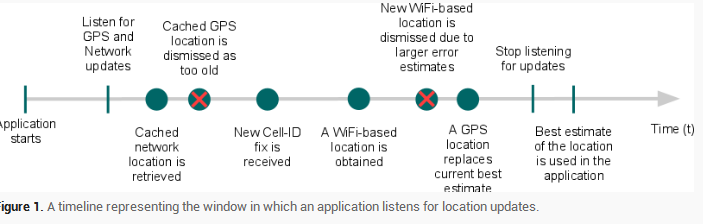 Listen for
GPS and
Network
updates
Cached GPS
location is
dismissed as
too old
New WiFi-based
location is
dismissed due to
larger error
estimates
Stop listening
for updates
Application
starts
Cached
network
location is
retrieved
New Cell-ID
fix is
received
A WiFi-based
location is
obtained
A GPS
location
replaces
current best
estimate
Best estimate
of the location
is used in the
application
Time (t)
Figure 1. A timeline representing the window in which an application listens for location updates.